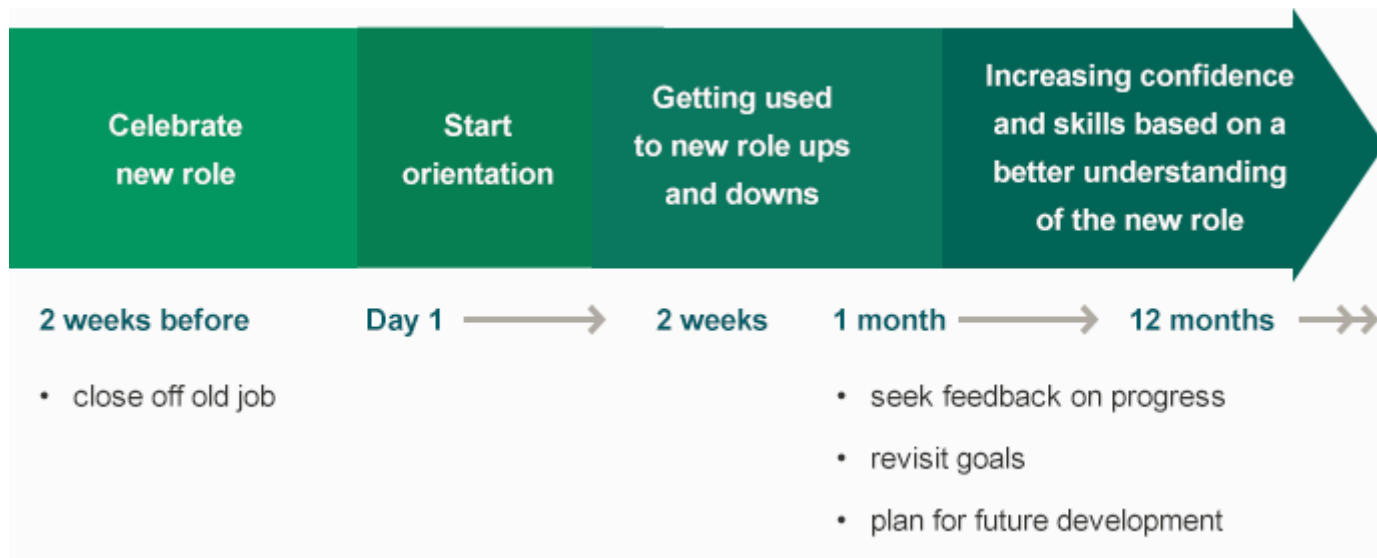 Celebrate
new role
Start
orientation
Getting used
to new role ups
and downs
Increasing confidence
and skills based on a
better understanding
of the new role
2 weeks before
Day 1
2 weeks
1 month
12 months
• close off old job
• seek feedback on progress
• revisit goals
• plan for future development